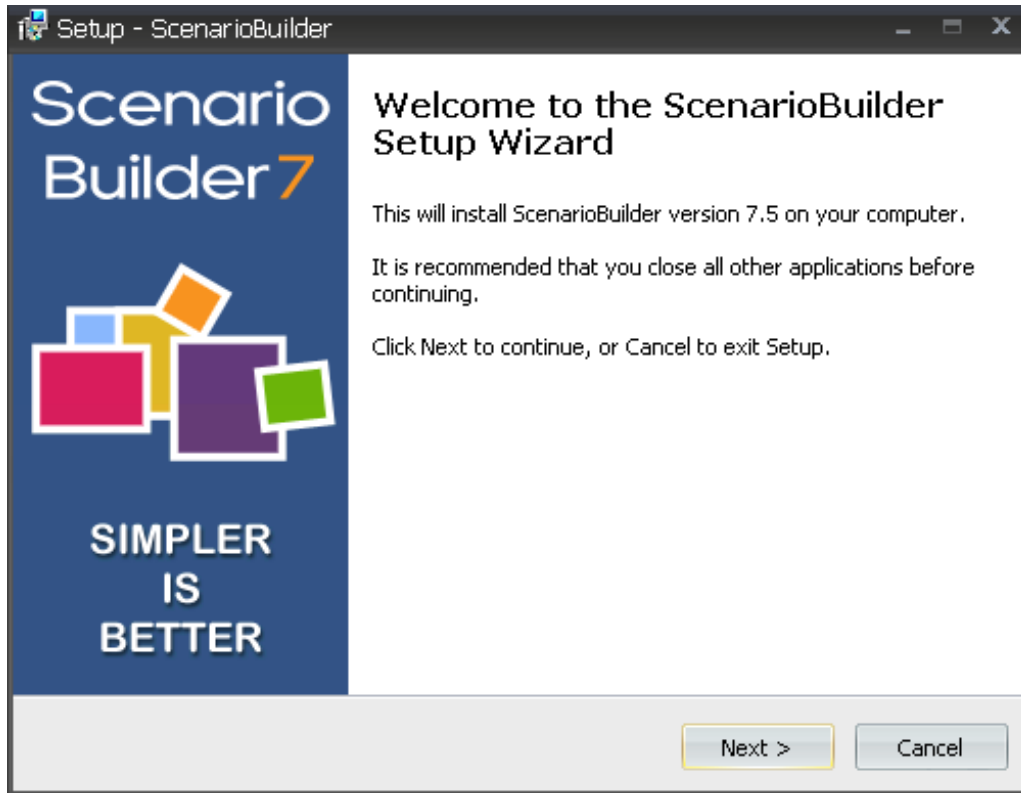 Setup - ScenarioBuilder
Scenario
Builder 7
SIMPLER
IS
BETTER
Welcome to the ScenarioBuilder
Setup Wizard
This will install ScenarioBuilder version 7.5 on your computer.
It is recommended that you close all other applications before
continuing.
Click Next to continue, or Cancel to exit Setup.
Next >
Cancel